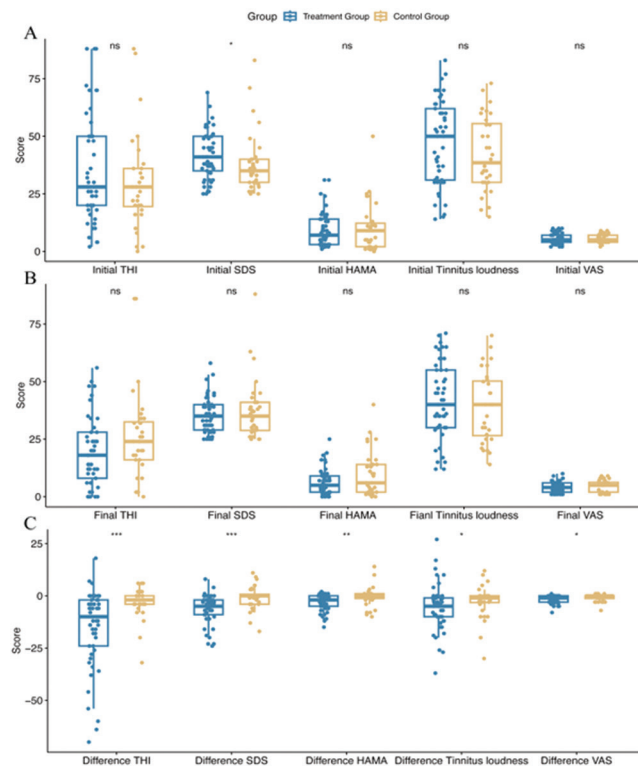 Group Treatment Group Control Group
A
ns * ns ns ns
75
50
25
0
Score
Initial THI Initial SDS Initial HAMA Initial Tinnitus loudness Initial VAS
B
ns ns ns ns ns
75
50
25
0
Score
Final THI Final SDS Final HAMA Fianl Tinnitus loudness Final VAS
C
*** *** ** * *
25
0
−25
−50
Score
Difference THI Difference SDS Difference HAMA Difference Tinnitus loudness Difference VAS